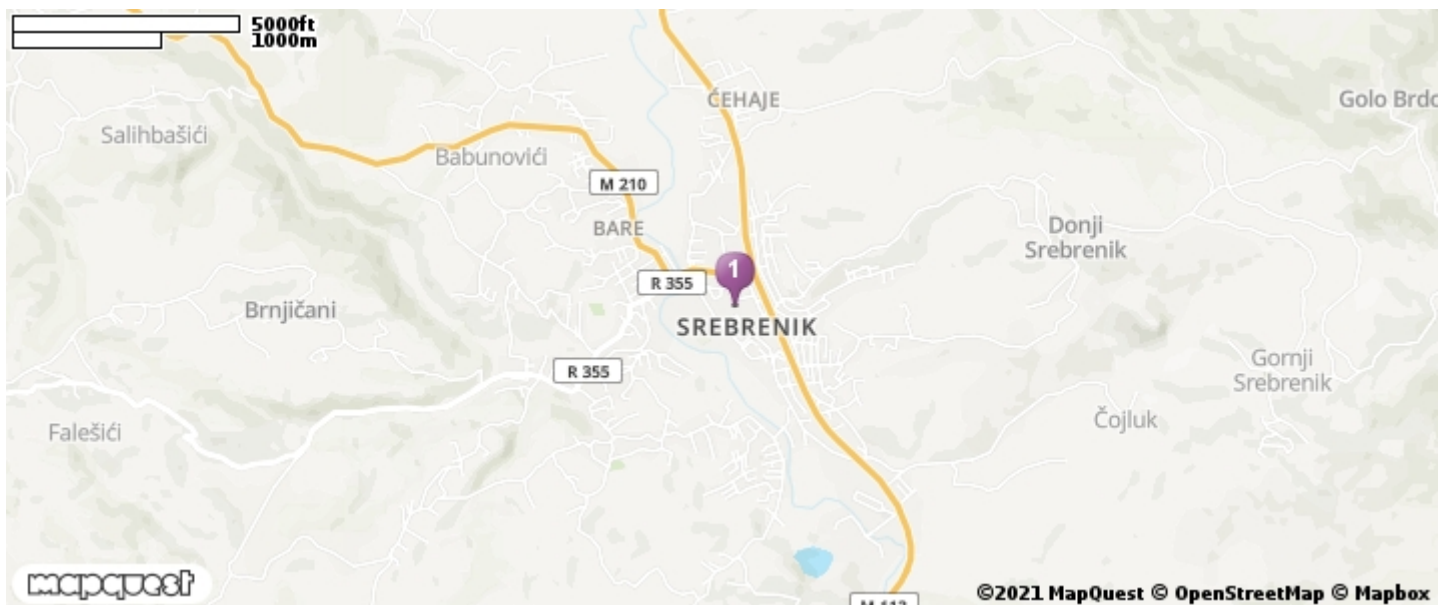 5000ft
1000m
ĆEHAJE
Golo Brdo
Salihbašići
Babunovići
M 210
BARE
Donji
Srebrenik
1
R 355
Brnjičani
SREBRENIK
R 355
Gornji
Srebrenik
Čojluk
Falešići
mapquest
©2021 MapQuest © OpenStreetMap © Mapbox